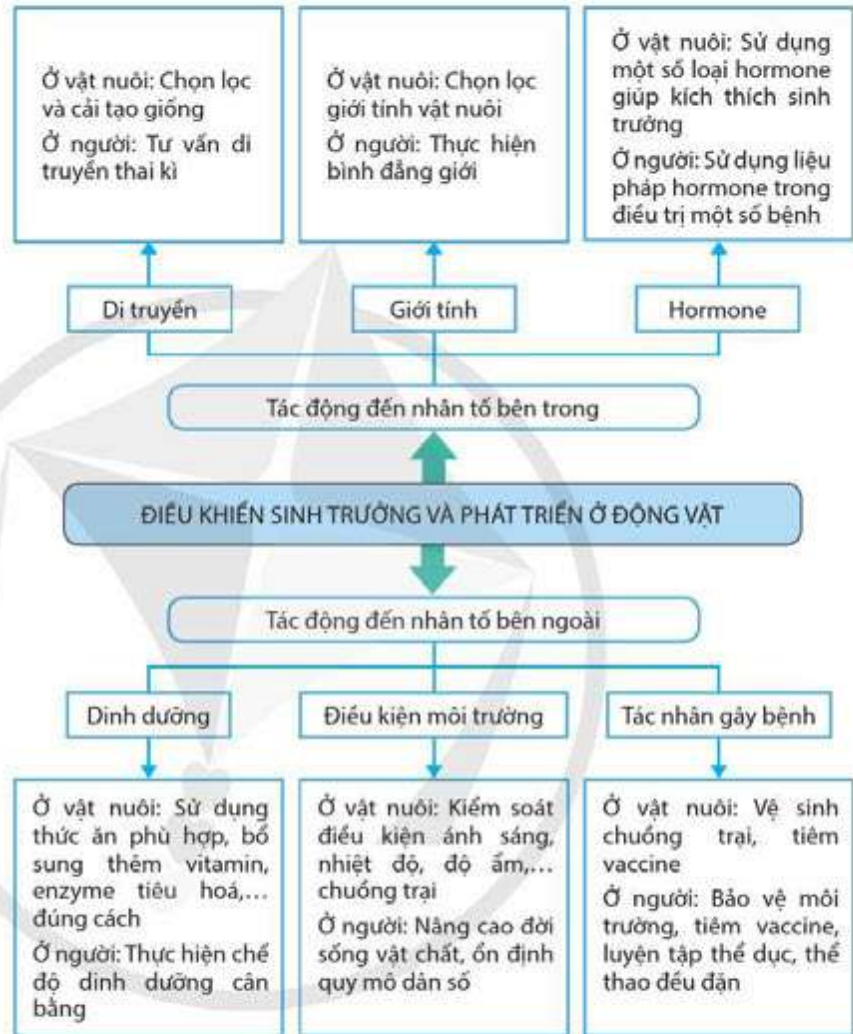 Ở vật nuôi: Chọn lọc
và cải tạo giống
Ở người: Tư vấn di
truyền thai kì
Ở vật nuôi: Chọn lọc
giới tính vật nuôi
Ở người: Thực hiện
bình đẳng giới
Ở vật nuôi: Sử dụng
một số loại hormone
giúp kích thích sinh
trưởng
Ở người: Sử dụng liệu
pháp hormone trong
điều trị một số bệnh
Di truyền
Giới tính
Hormone
Tác động đến nhân tố bên trong
ĐIỀU KHIỂN SINH TRƯỞNG VÀ PHÁT TRIỂN Ở ĐỘNG VẬT
Tác động đến nhân tố bên ngoài
Dinh dưỡng
Điều kiện môi trường
Tác nhân gây bệnh
Ở vật nuôi: Sử dụng
thức ăn phù hợp, bổ
sung thêm vitamin,
enzyme tiêu hoá,...
đúng cách
Ở người: Thực hiện chế
độ dinh dưỡng cân
bằng
Ở vật nuôi: Kiểm soát
điều kiện ánh sáng,
nhiệt độ, độ ẩm,...
chuồng trại
Ở người: Nâng cao đời
sống vật chất, ổn định
quy mô dân số
Ở vật nuôi: Vệ sinh
chuồng trại, tiêm
vaccine
Ở người: Bảo vệ môi
trường, tiêm vaccine,
luyện tập thể dục, thể
thao đều đặn